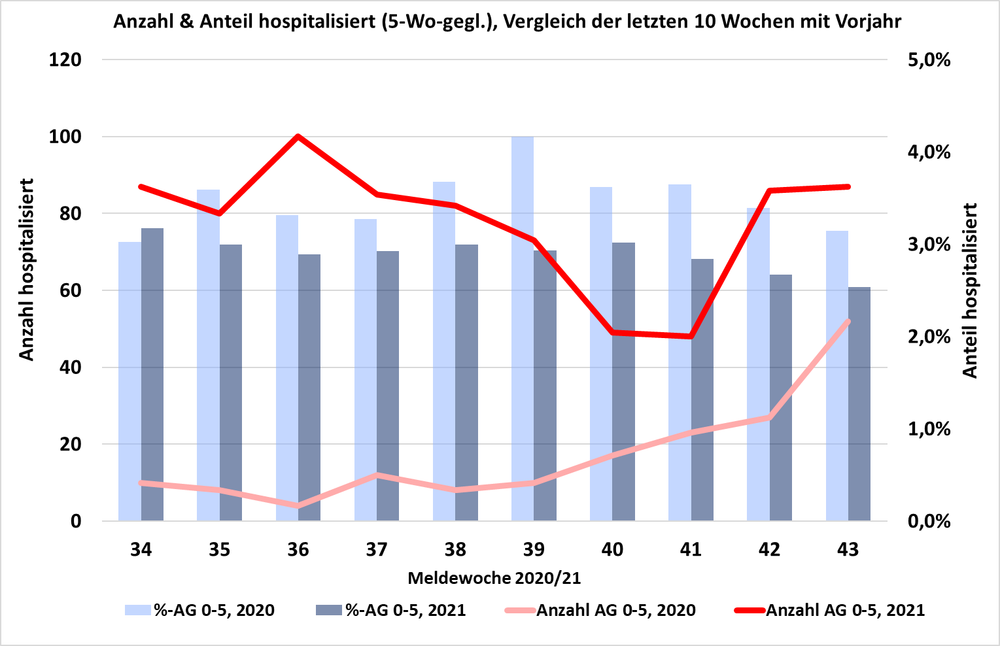 Anzahl & Anteil hospitalisiert (5-Wo-gegl.), Vergleich der letzten 10 Wochen mit Vorjahr
120
100
80
60
40
20
0
Anzahl hospitalisiert
5,0%
4,0%
3,0%
2,0%
1,0%
0,0%
Anteil hospitalisiert
34 35 36 37 38 39 40 41 42 43
Meldewoche 2020/21
%-AG 0-5, 2020 %-AG 0-5, 2021 Anzahl AG 0-5, 2020 Anzahl AG 0-5, 2021